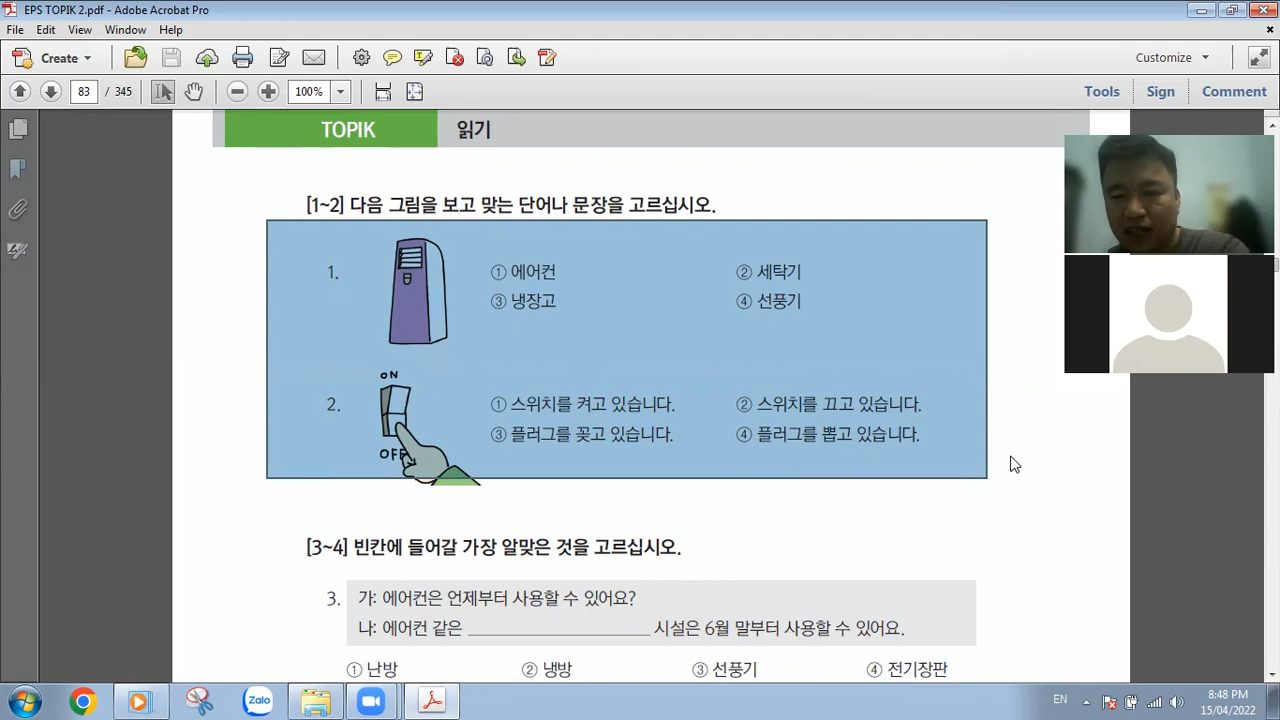 EPS TOPIK 2.pdf - Adobe Acrobat Pro
File Edit View Window Help
Create Customize
83 / 345 100% Tools Sign Comment
TOPIK 읽기
[1~2] 다음 그림을 보고 맞는 단어나 문장을 고르십시오.
1. ① 에어컨 ② 세탁기
③ 냉장고 ④ 선풍기
ON
2. ① 스위치를 켜고 있습니다. ② 스위치를 끄고 있습니다.
③ 플러그를 꽂고 있습니다. ④ 플러그를 뽑고 있습니다.
OFF
[3~4] 빈칸에 들어갈 가장 알맞은 것을 고르십시오.
3. 가: 에어컨은 언제부터 사용할 수 있어요?
나: 에어컨 같은 ____________________ 시설은 6월 말부터 사용할 수 있어요.
① 난방 ② 냉방 ③ 선풍기 ④ 전기장판
Zalo EN 8:48 PM
15/04/2022